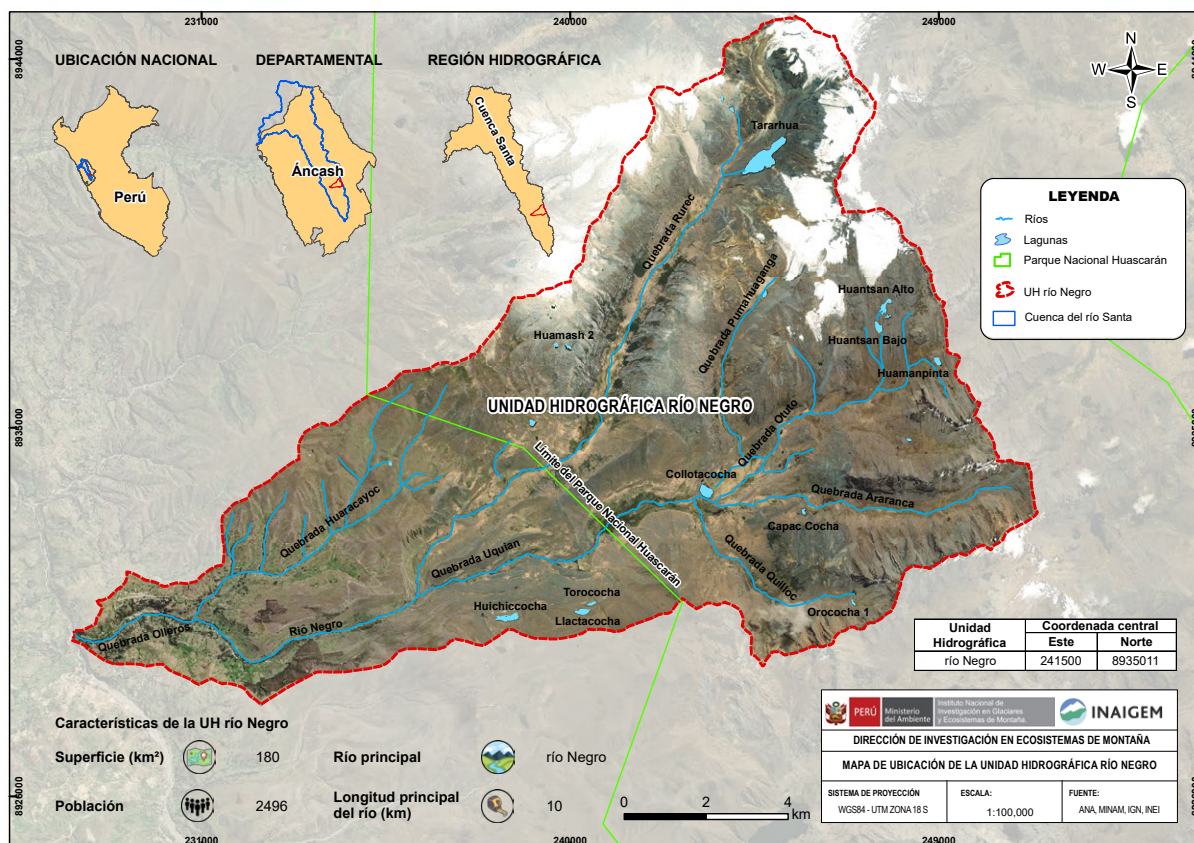 231000
240000
249000
8944000
8944000
8935000
8935000
8926000
8926000
231000
240000
249000
UBICACIÓN NACIONAL
DEPARTAMENTAL
REGIÓN HIDROGRÁFICA
Perú
Áncash
Cuenca Santa
N
W
E
S
LEYENDA
Ríos
Lagunas
Parque Nacional Huascarán
UH río Negro
Cuenca del río Santa
Tararhua
Quebrada Rurec
Quebrada Pumahuaganga
Huantsan Alto
Huantsan Bajo
Huamanpinta
Huamash 2
UNIDAD HIDROGRÁFICA RÍO NEGRO
Quebrada Otuto
Límite del Parque Nacional Huascarán
Collotacocha
Quebrada Araranca
Capac Cocha
Quebrada Huaracayoc
Quebrada Uquian
Quebrada Quilloc
Orococha 1
Torococha
Huichiccocha
Llactacocha
Río Negro
Quebrada Olleros
Unidad Hidrográfica
Coordenada central
Este
Norte
río Negro
241500
8935011
Características de la UH río Negro
Superficie (km²)
180
Río principal
río Negro
Población
2496
Longitud principal
del río (km)
10
0
2
4
km
PERÚ
Ministerio
del Ambiente
Instituto Nacional de
Investigación en Glaciares
y Ecosistemas de Montaña.
INAIGEM
DIRECCIÓN DE INVESTIGACIÓN EN ECOSISTEMAS DE MONTAÑA
MAPA DE UBICACIÓN DE LA UNIDAD HIDROGRÁFICA RÍO NEGRO
SISTEMA DE PROYECCIÓN
WGS84 - UTM ZONA 18 S
ESCALA:
1:100,000
FUENTE:
ANA, MINAM, IGN, INEI